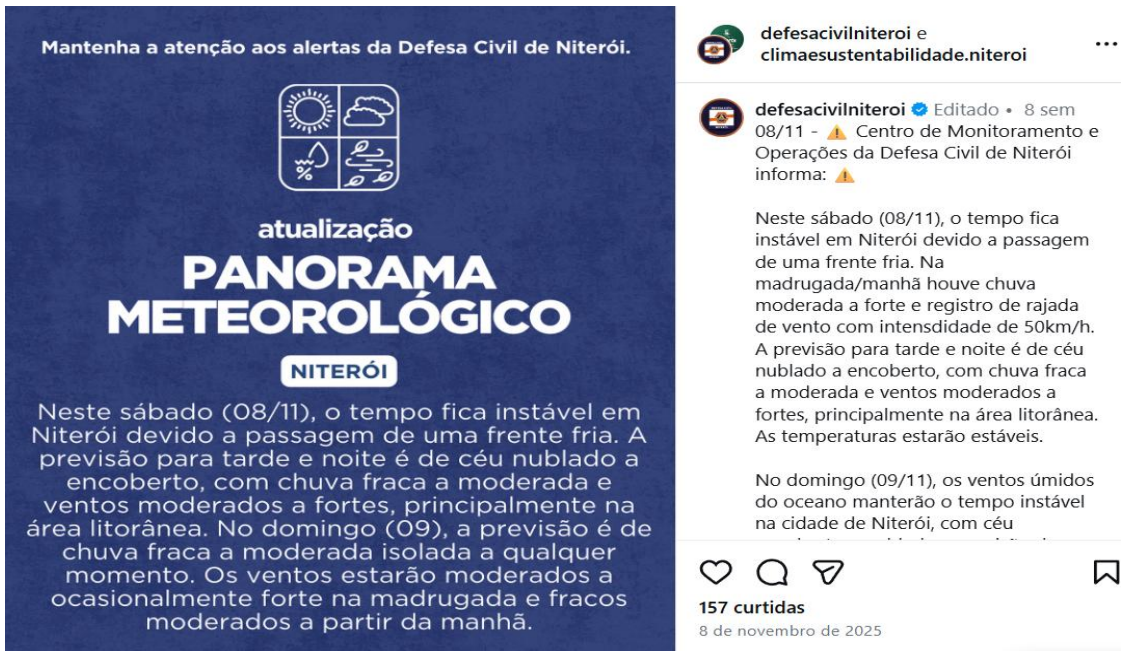 Mantenha a atenção aos alertas da Defesa Civil de Niterói.
%
atualização
PANORAMA
METEOROLÓGICO
NITERÓI
Neste sábado (08/11), o tempo fica instável em
Niterói devido a passagem de uma frente fria. A
previsão para tarde e noite é de céu nublado a
encoberto, com chuva fraca a moderada e
ventos moderados a fortes, principalmente na
área litorânea. No domingo (09), a previsão é de
chuva fraca a moderada isolada a qualquer
momento. Os ventos estarão moderados a
ocasionalmente forte na madrugada e fracos
moderados a partir da manhã.
defesacivilniteroi e
climaesustentabilidade.niteroi
defesacivilniteroi Editado • 8 sem
08/11 - ⚠️ Centro de Monitoramento e
Operações da Defesa Civil de Niterói
informa: ⚠️
Neste sábado (08/11), o tempo fica
instável em Niterói devido a passagem
de uma frente fria. Na
madrugada/manhã houve chuva
moderada a forte e registro de rajada
de vento com intensdidade de 50km/h.
A previsão para tarde e noite é de céu
nublado a encoberto, com chuva fraca
a moderada e ventos moderados a
fortes, principalmente na área litorânea.
As temperaturas estarão estáveis.
No domingo (09/11), os ventos úmidos
do oceano manterão o tempo instável
na cidade de Niterói, com céu
157 curtidas
8 de novembro de 2025